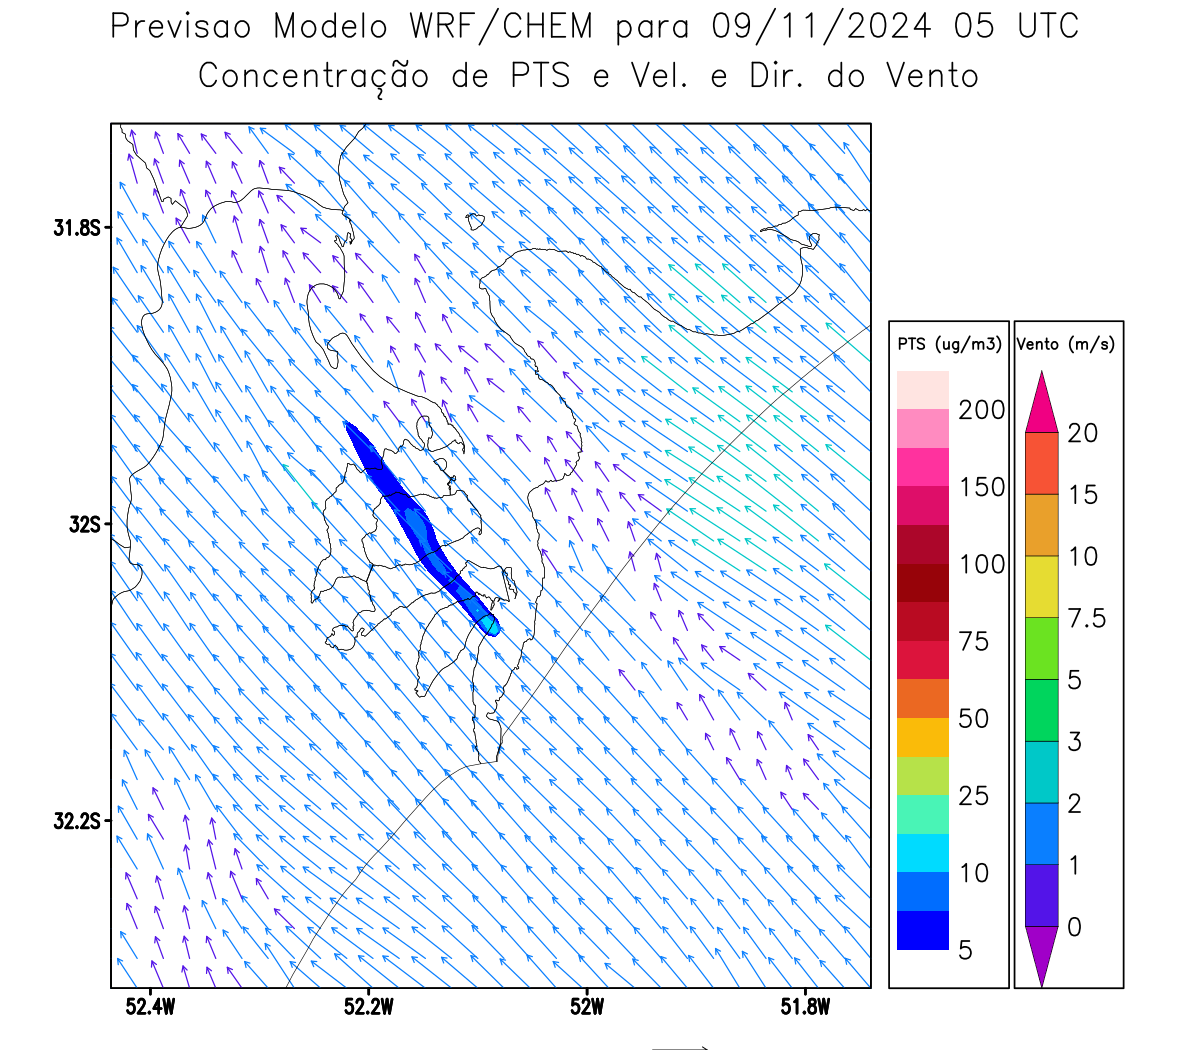 Previsao Modelo WRF/CHEM para 09/11/2024 05 UTC
Concentração de PTS e Vel. e Dir. do Vento
31.8S
32S
32.2S
52.4W 52.2W 52W 51.8W
PTS (ug/m3)
200
150
100
75
50
25
10
5
Vento (m/s)
20
15
10
7.5
5
3
2
1
0